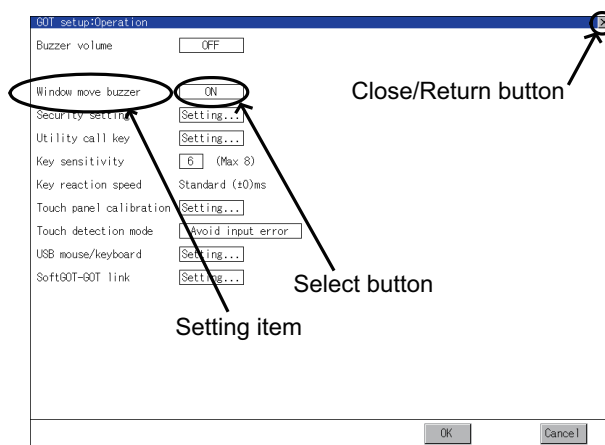 GOT setup:Operation
Buzzer volume OFF
Close/Return button
Window move buzzer ON
Security setting Setting...
Utility call key Setting...
Key sensitivity 6 (Max 8)
Key reaction speed Standard (±0)ms
Touch panel calibration Setting...
Touch detection mode Avoid input error
USB mouse/keyboard Setting...
SoftGOT-GOT link Setting...
Select button
Setting item
OK Cancel